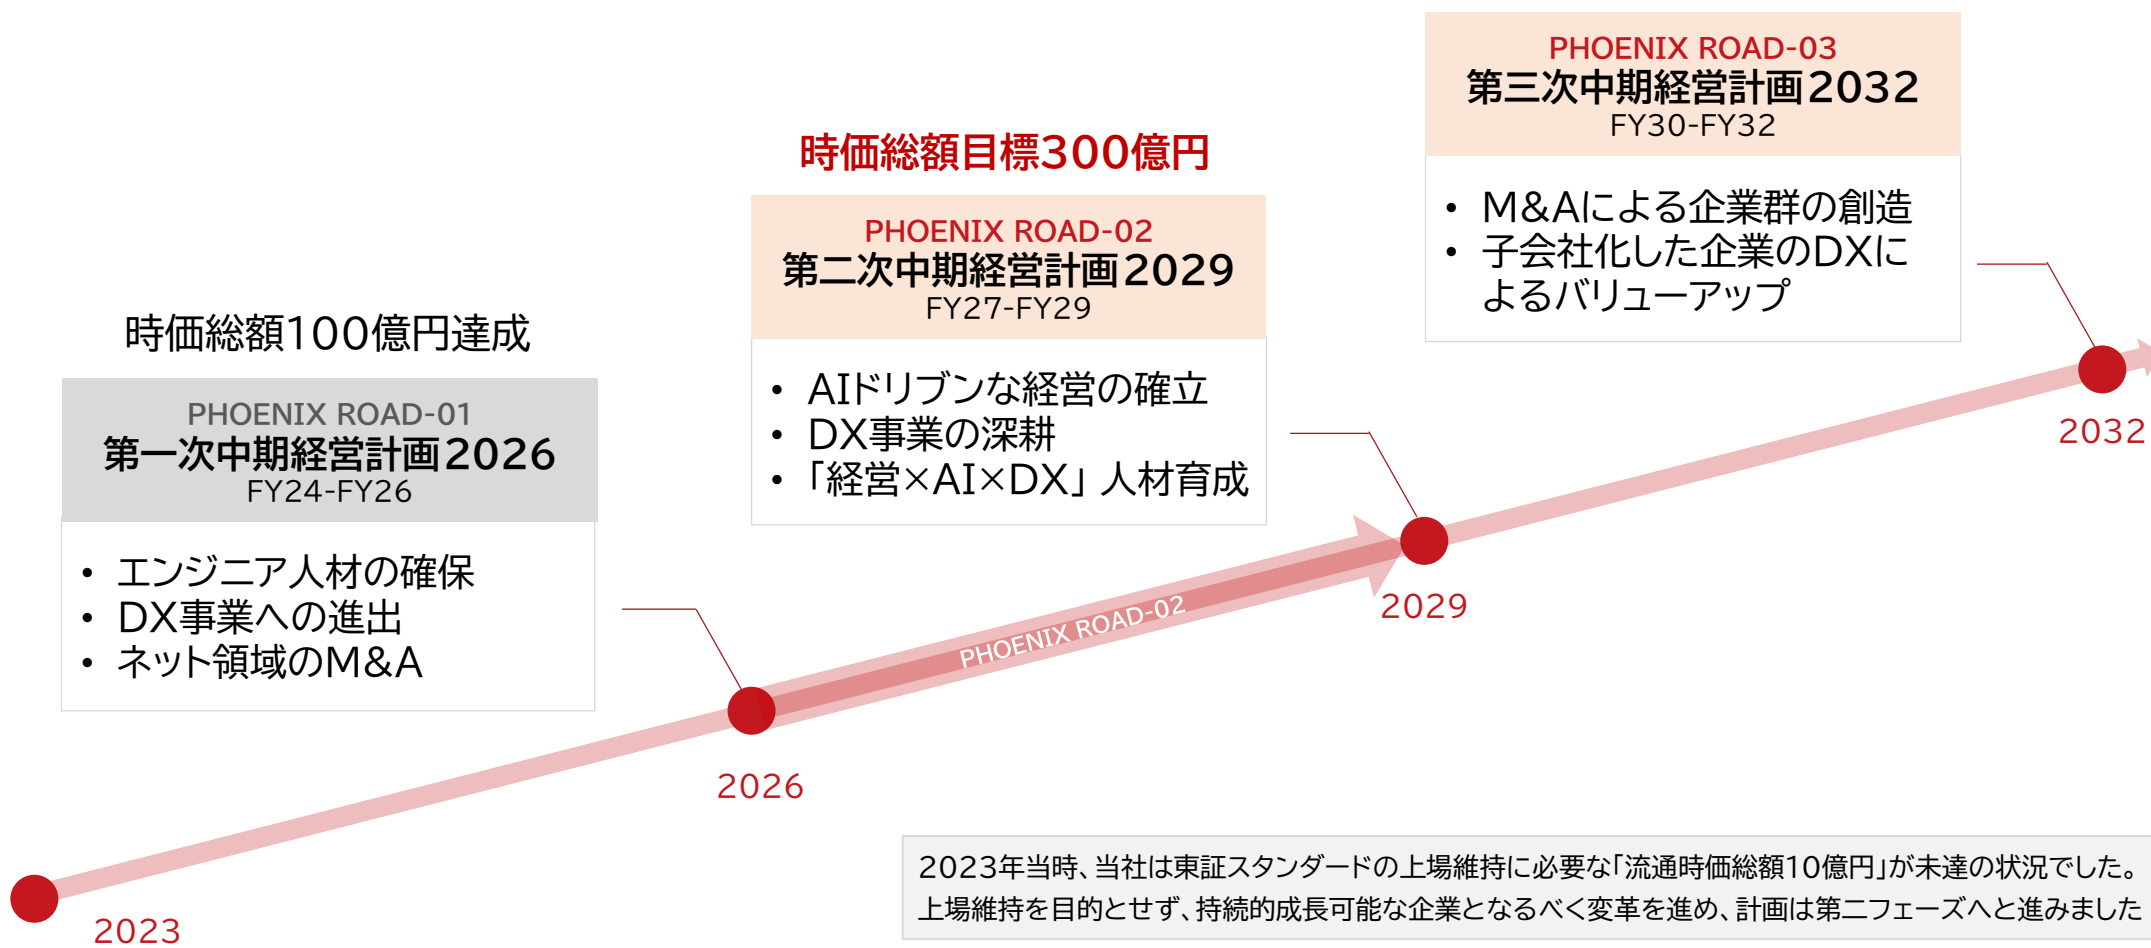 時価総額100億円達成
PHOENIX ROAD-01
第一次中期経営計画2026
FY24-FY26
• エンジニア人材の確保
• DX事業への進出
• ネット領域のM&A
時価総額目標300億円
PHOENIX ROAD-02
第二次中期経営計画2029
FY27-FY29
• AIドリブンな経営の確立
• DX事業の深耕
• 「経営×AI×DX」人材育成
PHOENIX ROAD-03
第三次中期経営計画2032
FY30-FY32
• M&Aによる企業群の創造
• 子会社化した企業のDXに
よるバリューアップ
PHOENIX ROAD-02
2023
2026
2029
2032
2023年当時、当社は東証スタンダードの上場維持に必要な「流通時価総額10億円」が未達の状況でした。
上場維持を目的とせず、持続的成長可能な企業となるべく変革を進め、計画は第二フェーズへと進みました